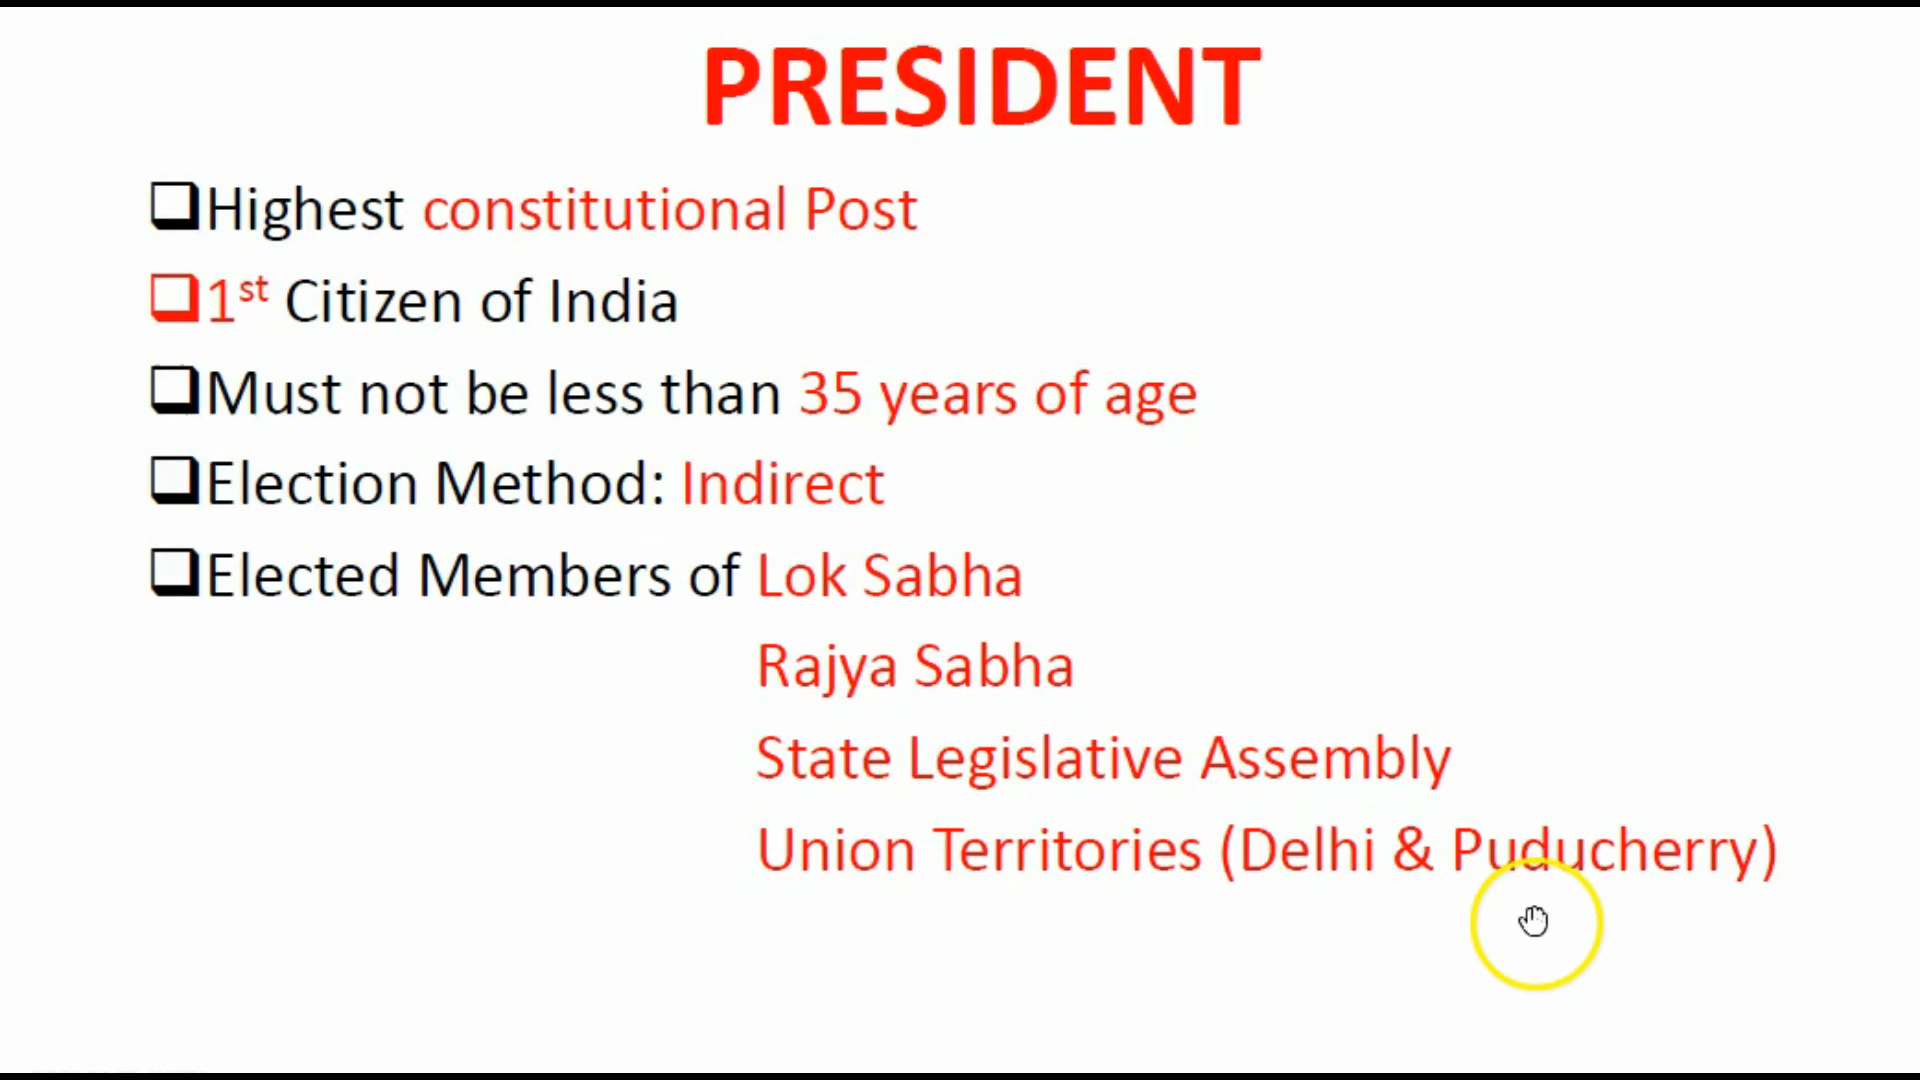 PRESIDENT
❑Highest constitutional Post
❑1st Citizen of India
❑Must not be less than 35 years of age
❑Election Method: Indirect
❑Elected Members of Lok Sabha
Rajya Sabha
State Legislative Assembly
Union Territories (Delhi & Puducherry)